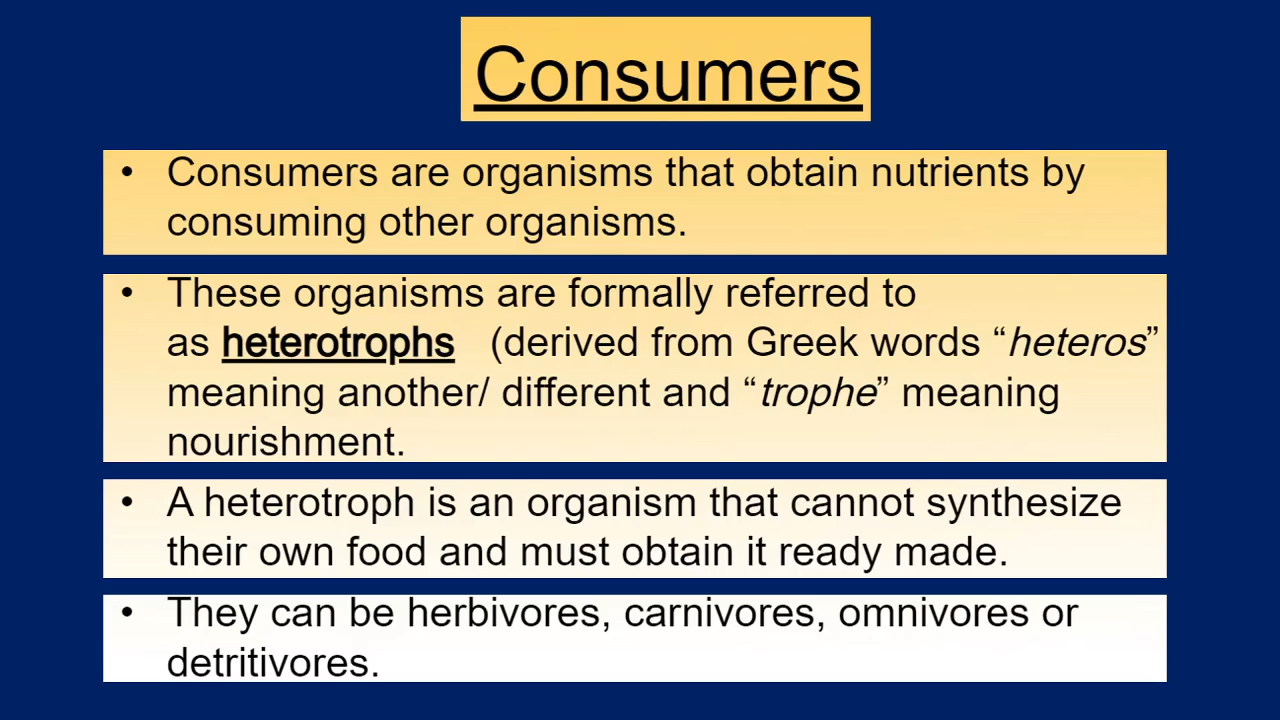 Consumers
• Consumers are organisms that obtain nutrients by
consuming other organisms.
• These organisms are formally referred to
as heterotrophs (derived from Greek words “heteros”
meaning another/ different and “trophe” meaning
nourishment.
• A heterotroph is an organism that cannot synthesize
their own food and must obtain it ready made.
• They can be herbivores, carnivores, omnivores or
detritivores.